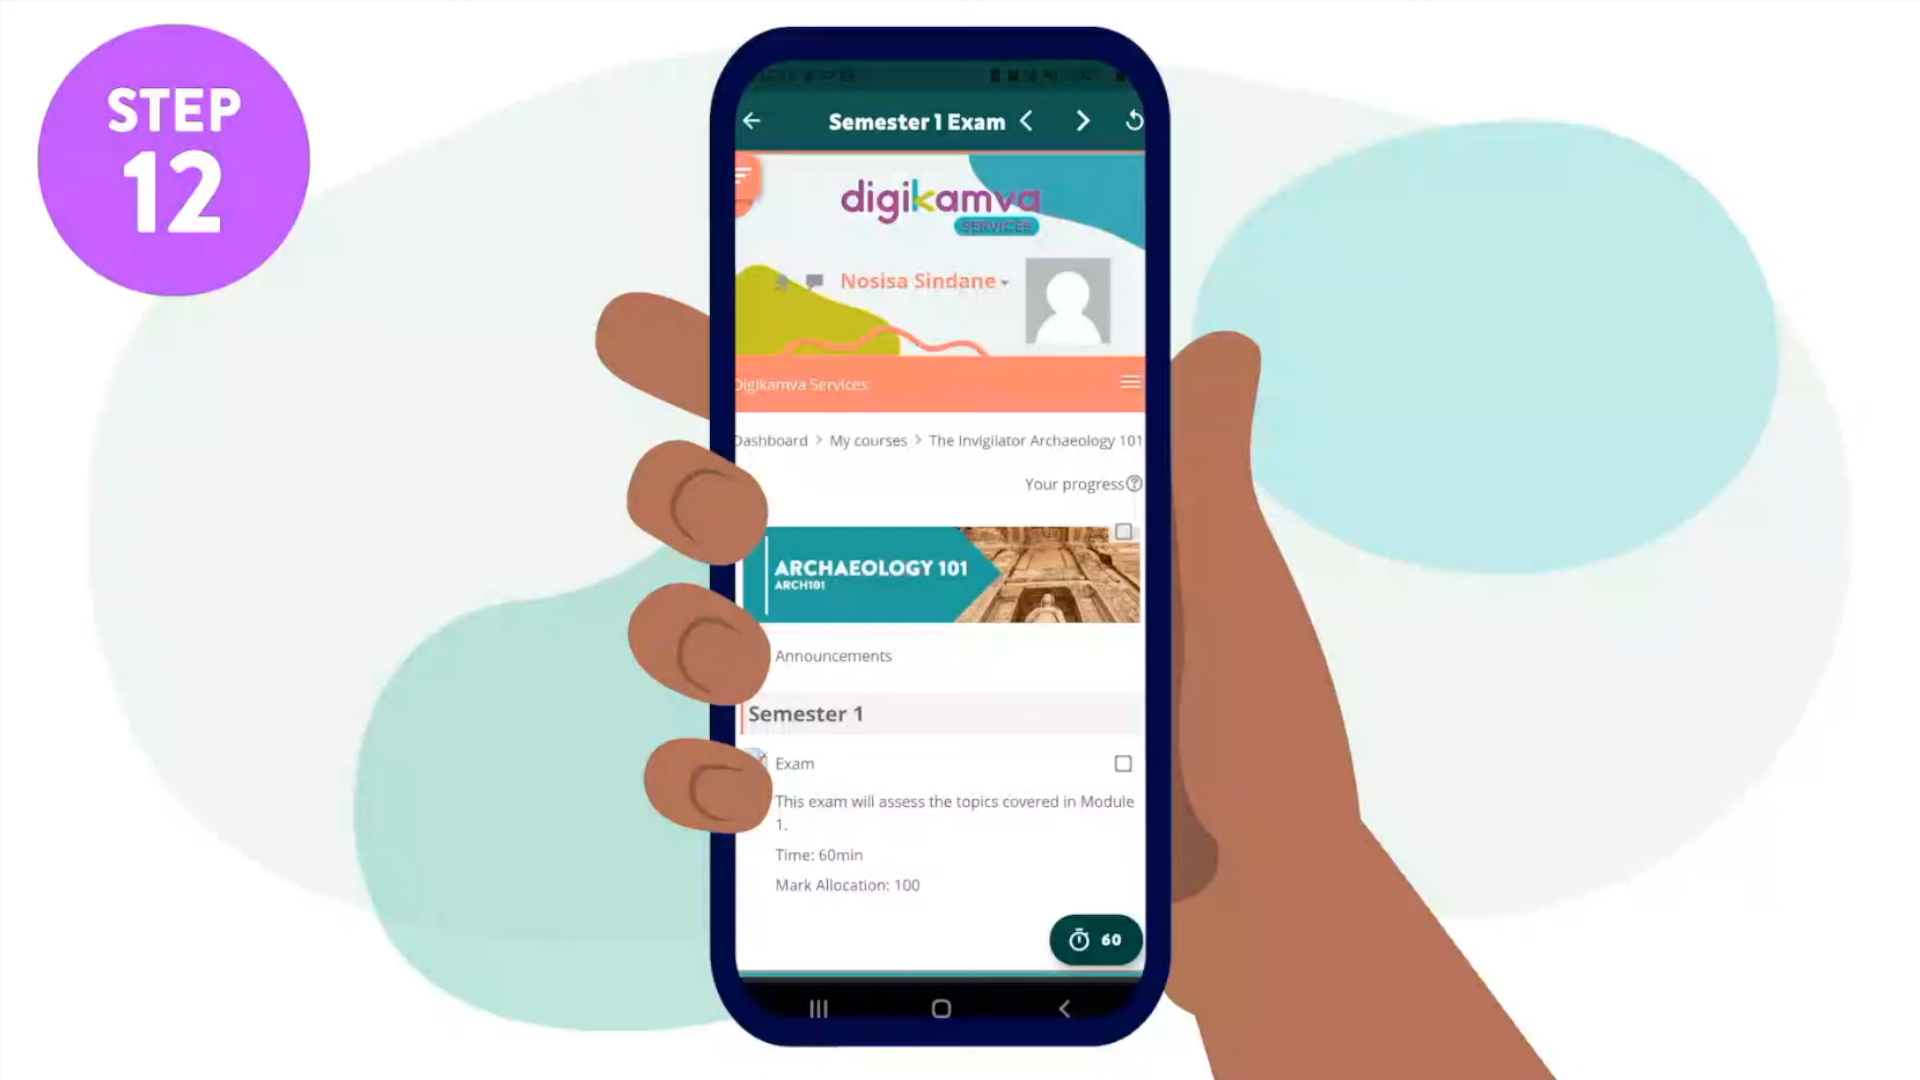 STEP
12
Semester 1 Exam
digikamva
SERVICES
Nosisa Sindane
Digikamva Services
Dashboard > My courses > The Invigilator Archaeology 101
Your progress
ARCHAEOLOGY 101
ARCH101
Announcements
Semester 1
Exam
This exam will assess the topics covered in Module
1.
Time: 60min
Mark Allocation: 100
60